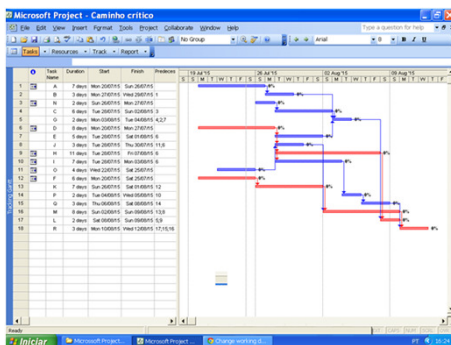 Microsoft Project - Caminho crítico
File Edit View Insert Format Tools Project Collaborate Window Help
Type a question for help
No Group
Arial
8
B I U
Tasks Resources Track Report
Task Name Duration Start Finish Predeces
19 Jul '15 26 Jul '15 02 Aug '15 09 Aug '15
1 A 7 days Mon 20/07/15 Sun 26/07/15
2 B 3 days Mon 27/07/15 Wed 29/07/15 1
3 N
4 C 6 days Tue 28/07/15 Sun 02/08/15 3
5 G 2 days Mon 03/08/15 Tue 04/08/15 4,2,7
6 D 8 days Mon 20/07/15 Mon 27/07/15
7 E 5 days Tue 28/07/15 Sat 01/08/15 6
8 J 3 days Tue 28/07/15 Thu 30/07/15 11,6
9 H 11 days Tue 28/07/15 Fri 07/08/15 6
10 I 7 days Tue 28/07/15 Mon 03/08/15 6
11 O 4 days Wed 22/07/15 Sat 25/07/15
12 F 6 days Mon 20/07/15 Sat 25/07/15
13 K 7 days Sun 26/07/15 Sat 01/08/15 12
14 P 2 days Tue 04/08/15 Wed 05/08/15 10
15 Q 3 days Thu 06/08/15 Sat 08/08/15 14
16 M 8 days Sun 02/08/15 Sun 09/08/15 13,8
17 L 2 days Sat 08/08/15 Sun 09/08/15 5,9
18 R 3 days Mon 10/08/15 Wed 12/08/15 17,15,16
Tracking Gantt
Ready
EXT CAPS NUM SCRL OVR
Iniciar
Microsoft Project...
Microsoft Project ...
Change working d...
PT
15:24